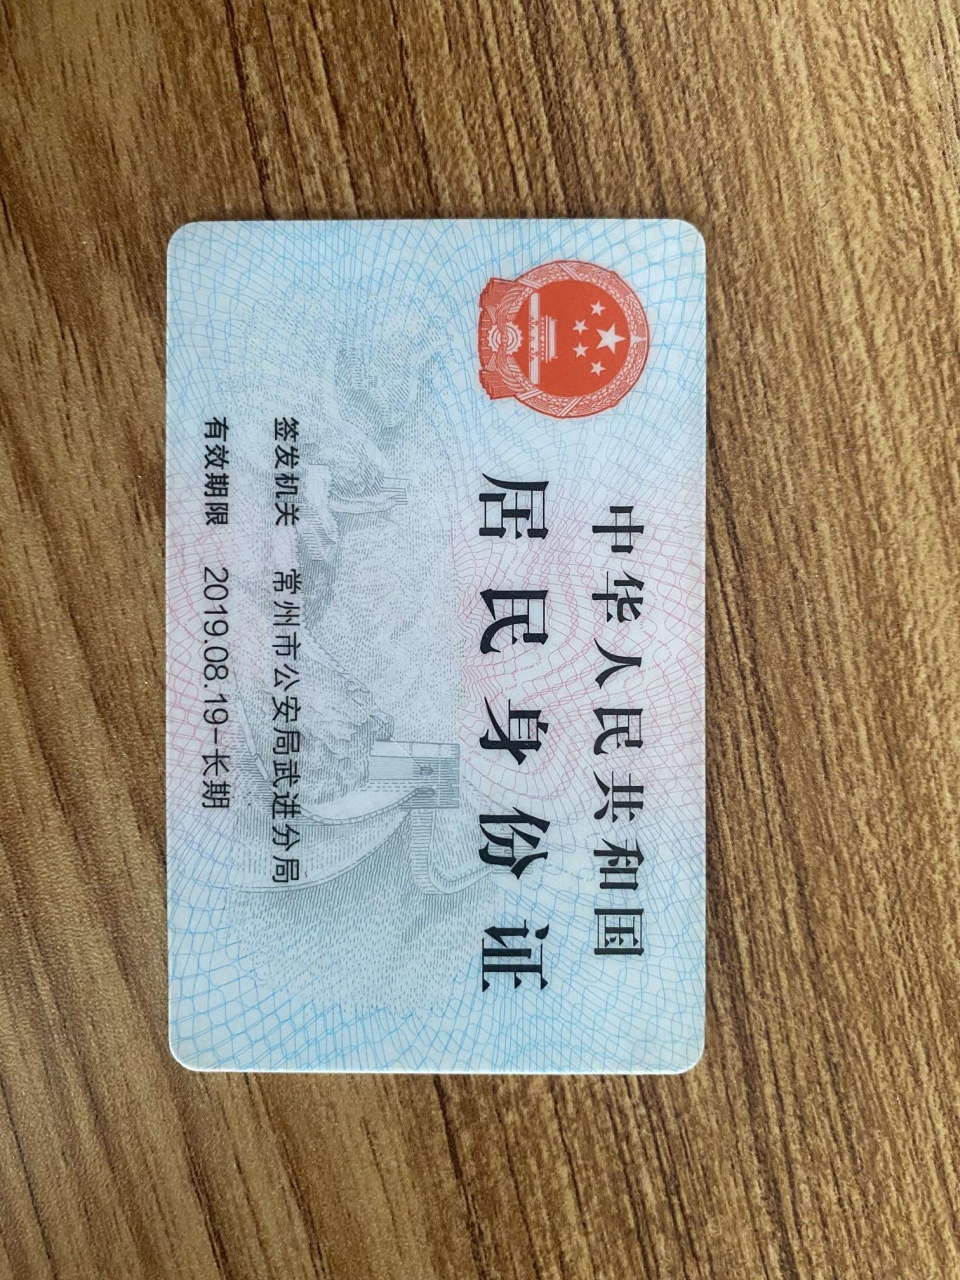 中华人民共和国
居民身份证
签发机关 常州市公安局武进分局
有效期限 2019.08.19-长期